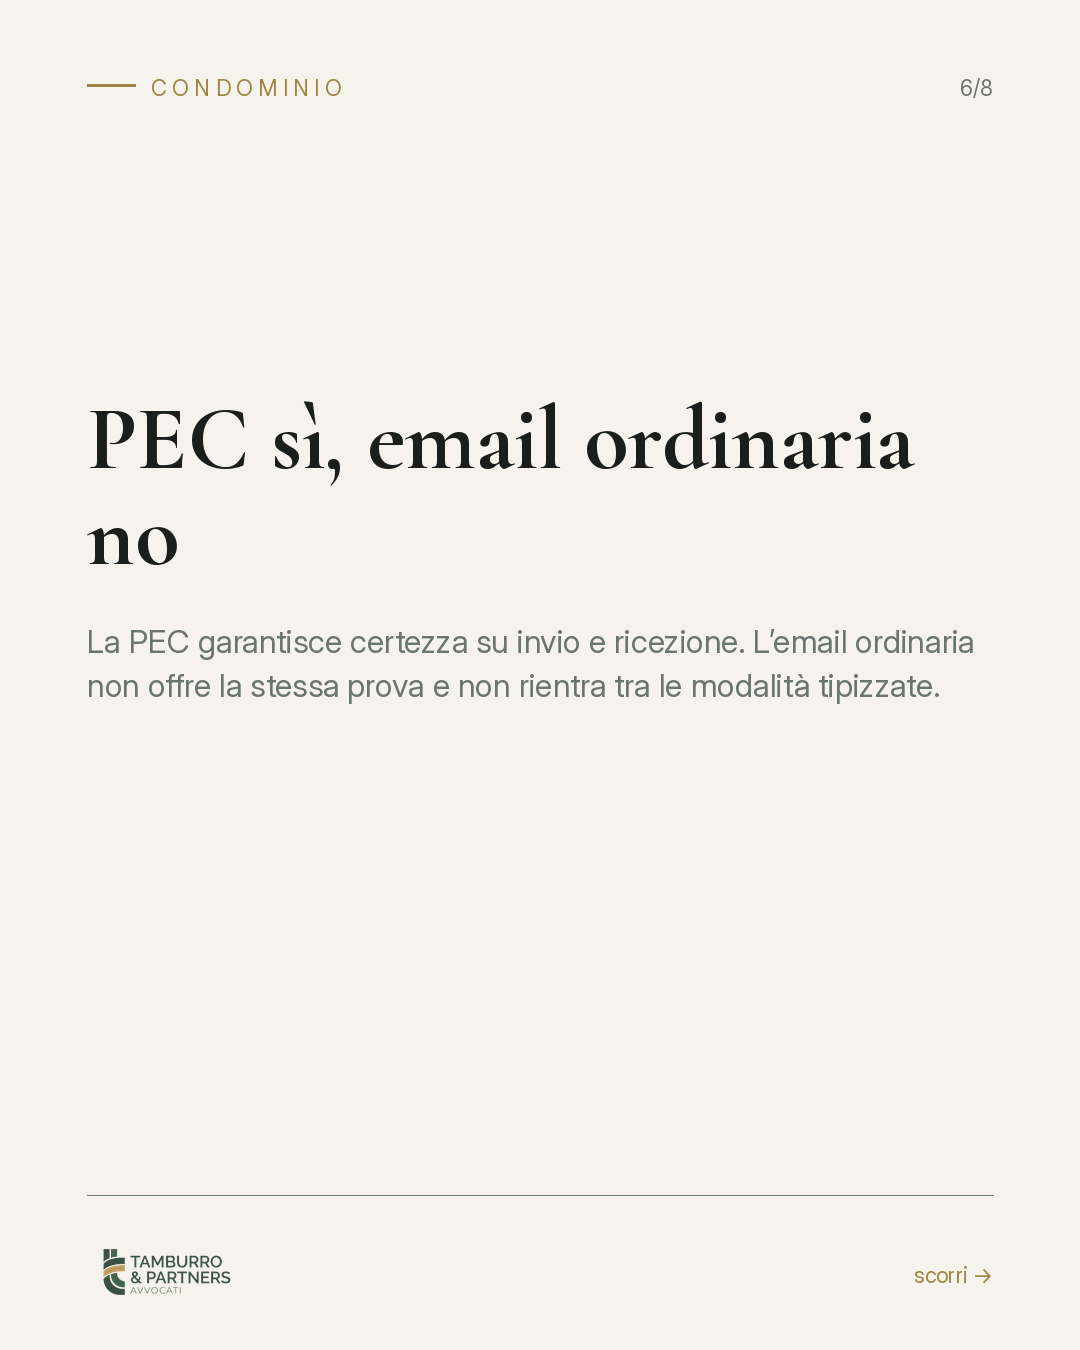 CONDOMINIO
6/8
PEC sì, email ordinaria
no
La PEC garantisce certezza su invio e ricezione. L’email ordinaria
non offre la stessa prova e non rientra tra le modalità tipizzate.
TAMBURRO
& PARTNERS
AVVOCATI
scorri →